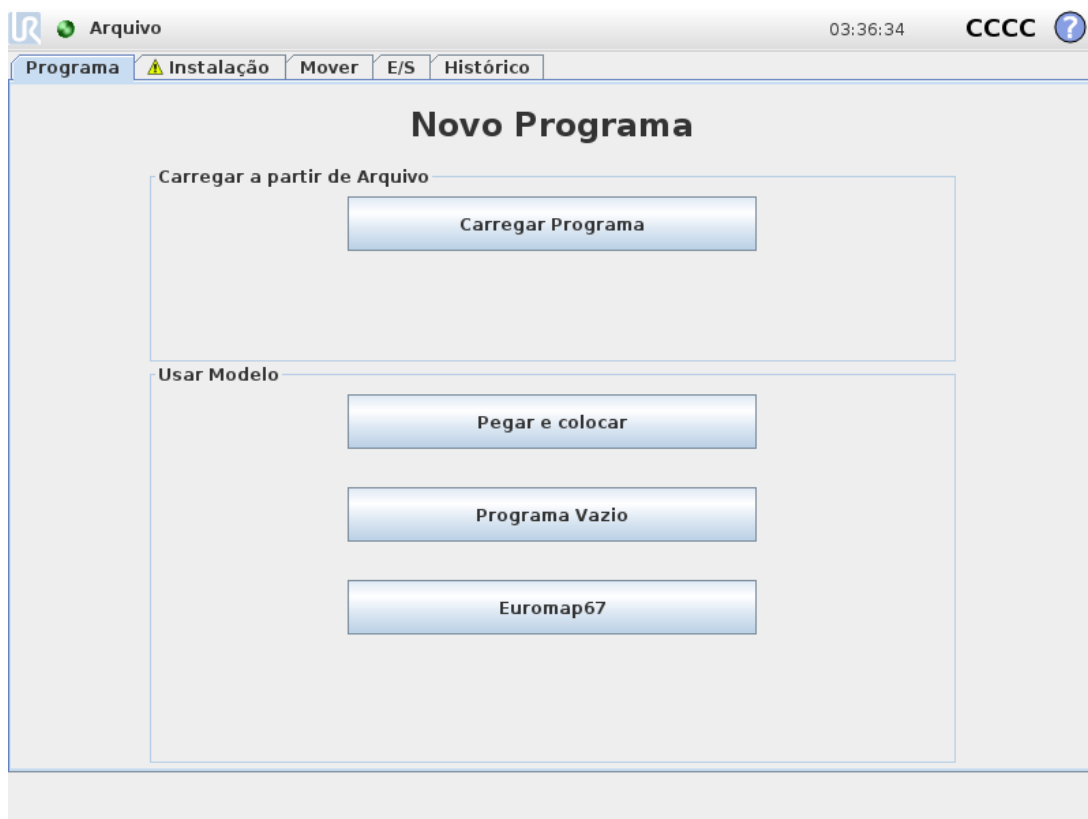 UR Arquivo 03:36:34 CCCC ?
Programa Instalação Mover E/S Histórico
Novo Programa
Carregar a partir de Arquivo
Carregar Programa
Usar Modelo
Pegar e colocar
Programa Vazio
Euromap67